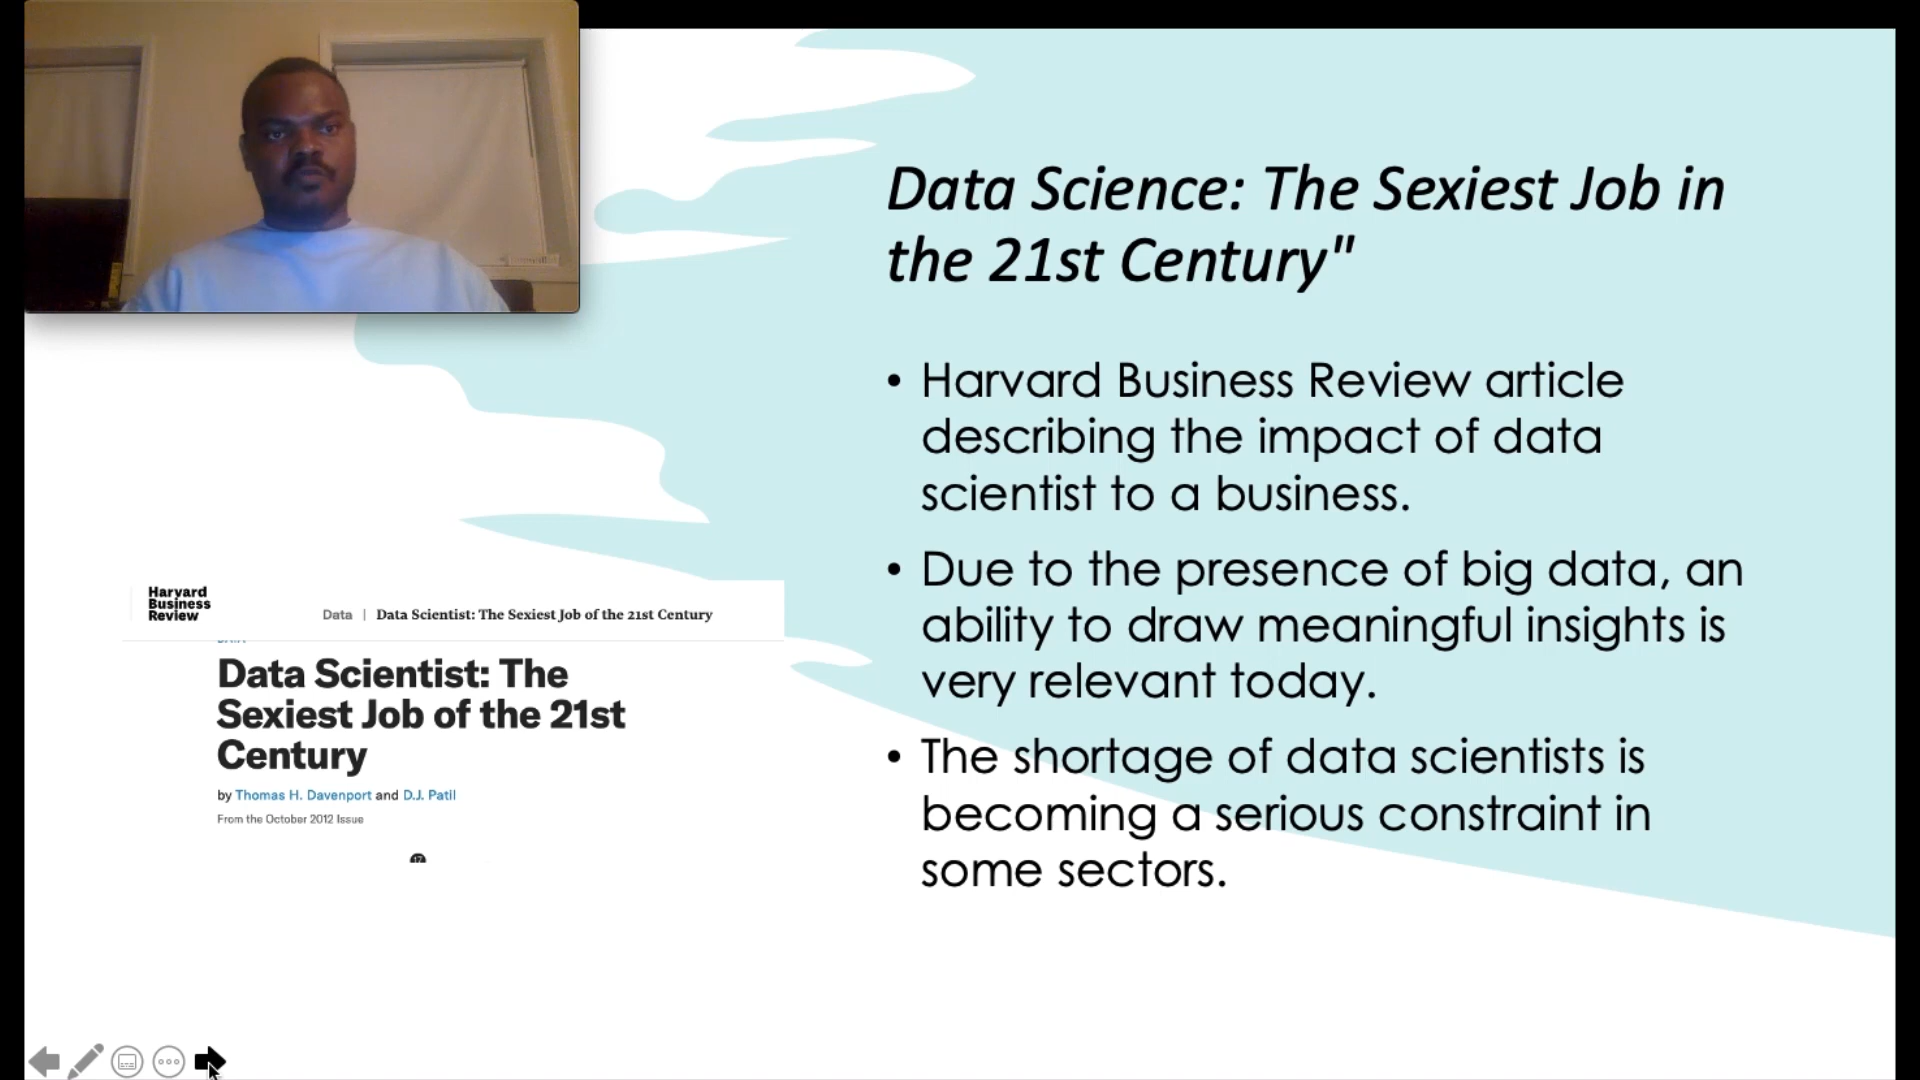 Data Science: The Sexiest Job in
the 21st Century"
• Harvard Business Review article
describing the impact of data
scientist to a business.
• Due to the presence of big data, an
ability to draw meaningful insights is
very relevant today.
• The shortage of data scientists is
becoming a serious constraint in
some sectors.
Harvard
Business
Review
Data | Data Scientist: The Sexiest Job of the 21st Century
Data Scientist: The
Sexiest Job of the 21st
Century
by Thomas H. Davenport and D.J. Patil
From the October 2012 Issue